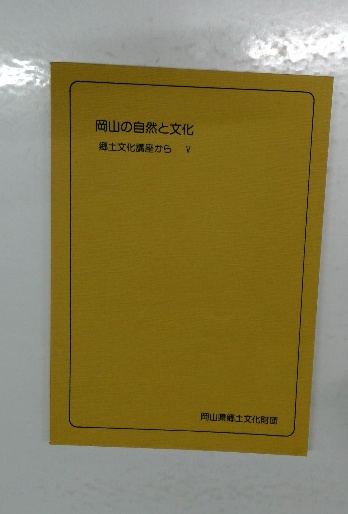 岡山の自然と文化
郷土文化講座から V
岡山県郷土文化財団